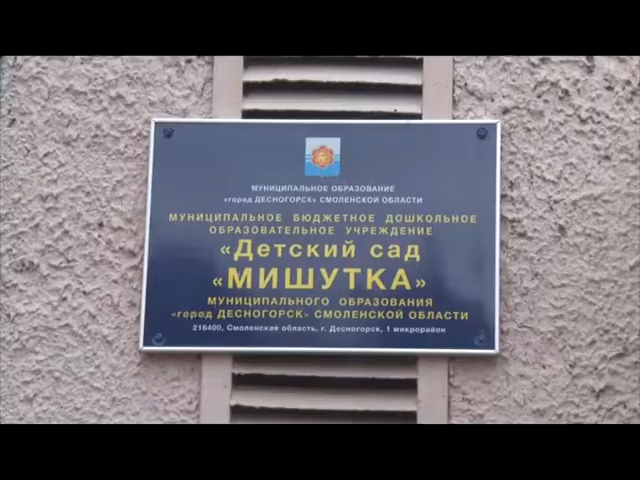 МУНИЦИПАЛЬНОЕ ОБРАЗОВАНИЕ
«город ДЕСНОГОРСК» СМОЛЕНСКОЙ ОБЛАСТИ
МУНИЦИПАЛЬНОЕ БЮДЖЕТНОЕ ДОШКОЛЬНОЕ
ОБРАЗОВАТЕЛЬНОЕ УЧРЕЖДЕНИЕ
«Детский сад
«МИШУТКА»
МУНИЦИПАЛЬНОГО ОБРАЗОВАНИЯ
«город ДЕСНОГОРСК» СМОЛЕНСКОЙ ОБЛАСТИ
216400, Смоленская область, г. Десногорск, 1 микрорайон